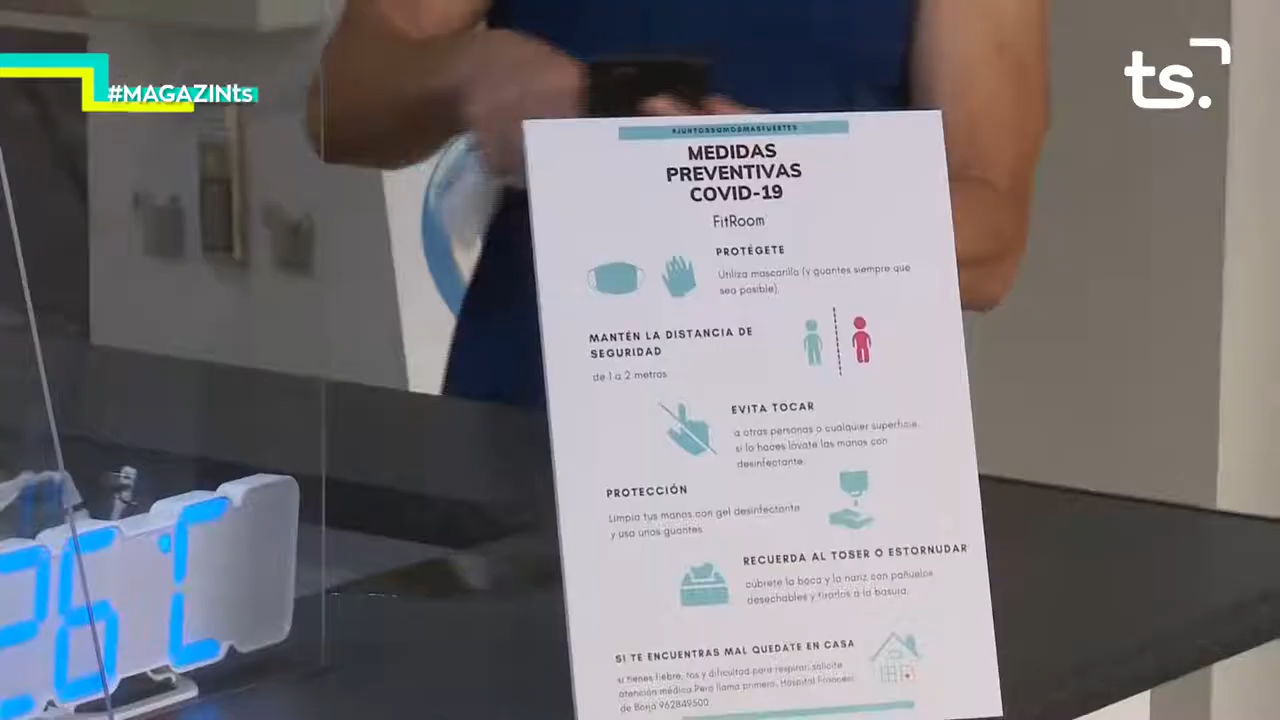 #MAGAZINts
ts.
#JUNTOSSOMOSMASFUERTES
MEDIDAS
PREVENTIVAS
COVID-19
FitRoom
PROTÉGETE
Utiliza mascarilla (y guantes siempre que
sea posible).
MANTÉN LA DISTANCIA DE
SEGURIDAD
de 1 a 2 metros
EVITA TOCAR
a otras personas o cualquier superficie.
si lo haces lávate las manos con
desinfectante.
PROTECCIÓN
Limpia tus manos con gel desinfectante
y usa unos guantes
RECUERDA AL TOSER O ESTORNUDAR
cúbrete la boca y la nariz con pañuelos
desechables y tirarlos a la basura.
SI TE ENCUENTRAS MAL QUEDATE EN CASA
si tienes fiebre, tos y dificultad para respirar, solicite
atención médica.Pero llama primero. Hospital Francesc
de Borja 962849500
26 °C